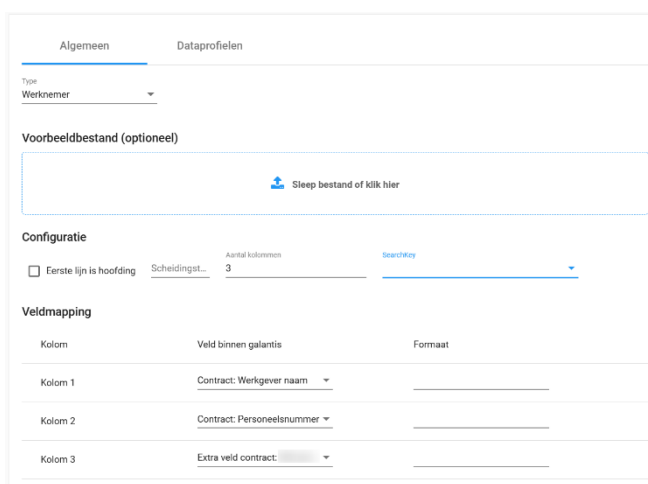 Algemeen Dataprofielen
Type
Werknemer
Voorbeeldbestand (optioneel)
Sleep bestand of klik hier
Configuratie
Eerste lijn is hoofding Scheidingst... Aantal kolommen SearchKey
3
Veldmapping
Kolom Veld binnen galantis Formaat
Kolom 1 Contract: Werkgever naam
Kolom 2 Contract: Personeelsnummer
Kolom 3 Extra veld contract: